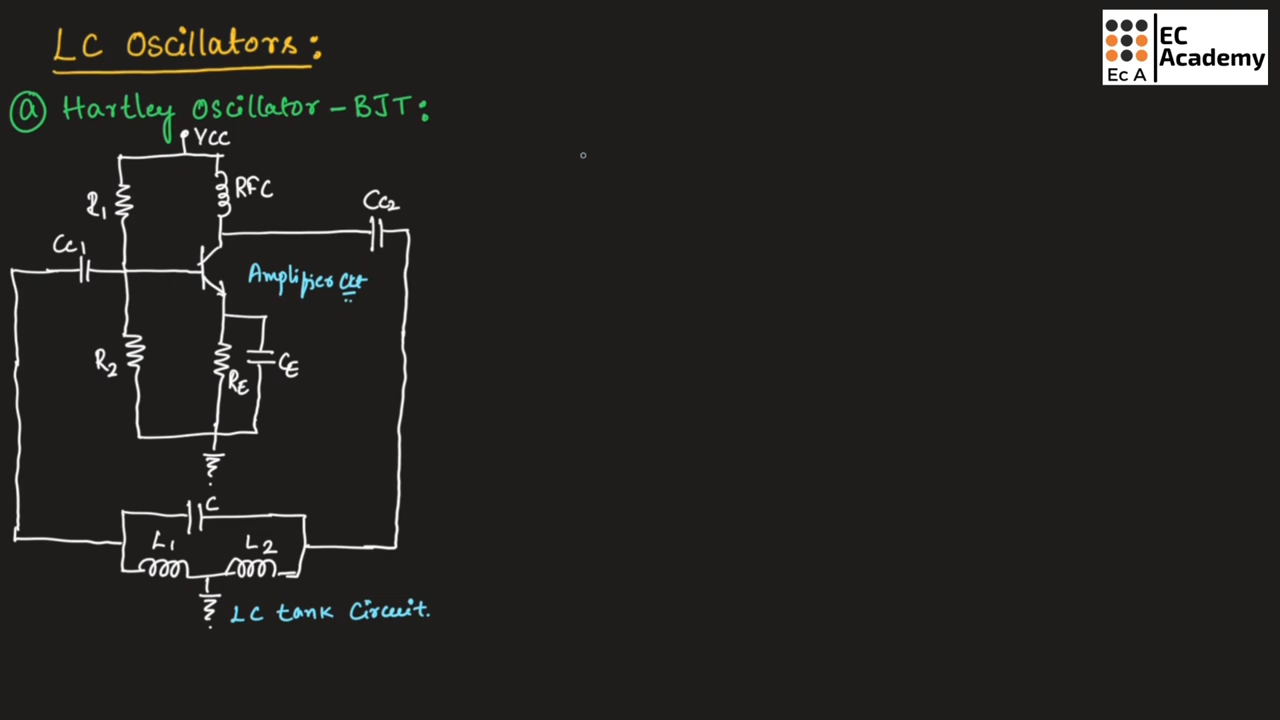 LC Oscillators:
EC
Academy
Ec A
(a) Hartley Oscillator - BJT:
VCC
RFC
R1
CC2
CC1
Amplifier ckt
R2
RE
CE
C
L1
L2
LC tank Circuit.